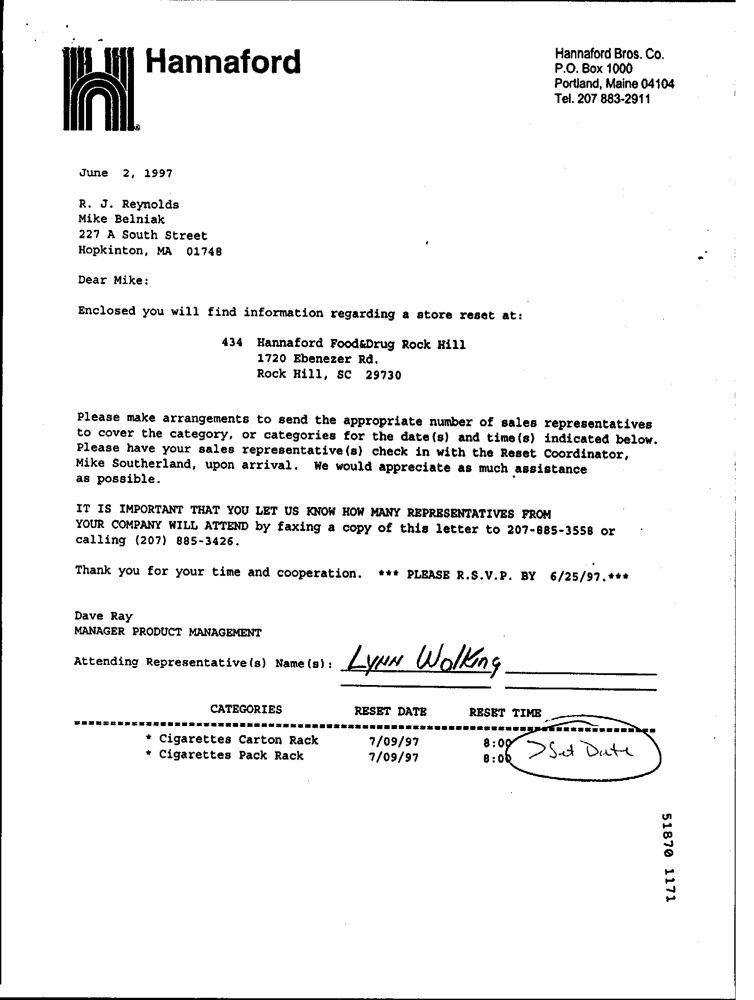 Hannaford
Hannaford Bros. Co.
P.O. Box 1000
Portland, Maine 04104
Tel. 207 883-2911
June 2, 1997
R. J. Reynolds
Mike Belniak
227 A South Street
Hopkinton, MA 01748
Dear Mike:
Enclosed you will find information regarding a store reset at:
434 Hannaford Food&Drug Rock Hill
1720 Ebenezer Rd.
Rock Hill, SC 29730
Please make arrangements to send the appropriate number of sales representatives
to cover the category, or categories for the date(s) and time(s) indicated below.
Please have your sales representative(s) check in with the Reset Coordinator,
Mike Southerland, upon arrival. We would appreciate as much assistance
as possible.
IT IS IMPORTANT THAT YOU LET US KNOW HOW MANY REPRESENTATIVES FROM
YOUR COMPANY WILL ATTEND by faxing a copy of this letter to 207-885-3558 or
calling (207) 885-3426.
Thank you for your time and cooperation. *** PLEASE R.S.V.P. BY 6/25/97.***
Dave Ray
MANAGER PRODUCT MANAGEMENT
Attending Representative(s) Name(s): Lynn Wolking
CATEGORIES RESET DATE RESET TIME
* Cigarettes Carton Rack 7/09/97 8:00
* Cigarettes Pack Rack 7/09/97 8:00
> Set Date
51870 1171